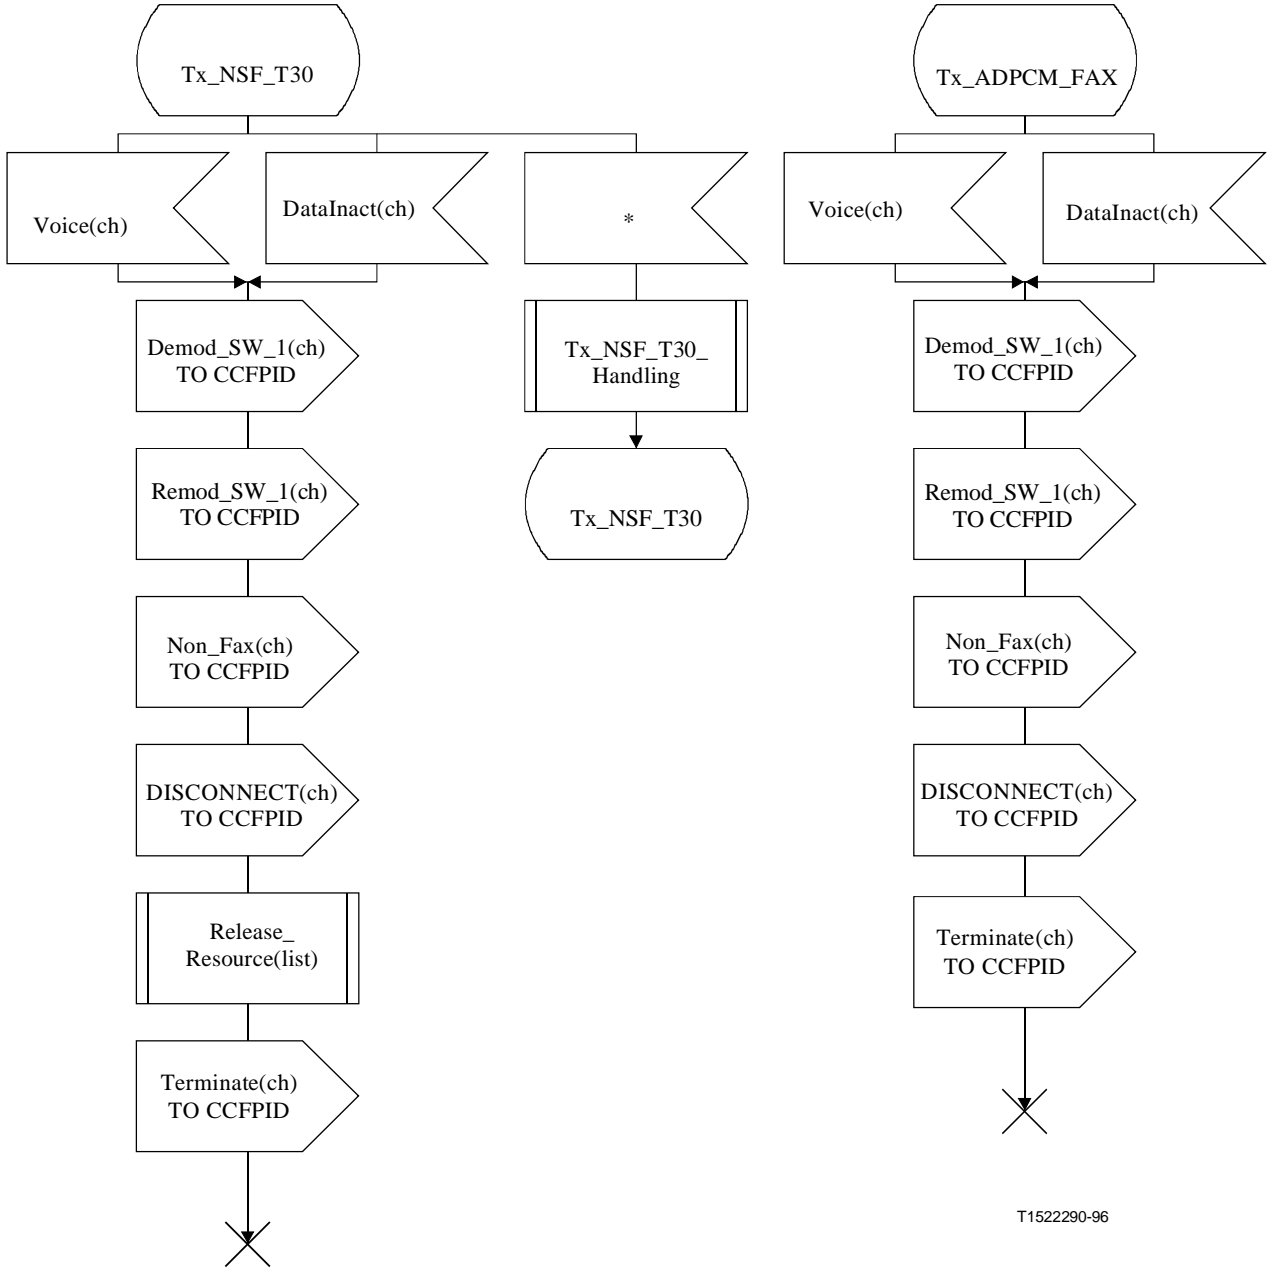 Tx_NSF_T30
Voice(ch)
DataInact(ch)
*
Demod_SW_1(ch)
TO CCFPID
Remod_SW_1(ch)
TO CCFPID
Non_Fax(ch)
TO CCFPID
DISCONNECT(ch)
TO CCFPID
Release_
Resource(list)
Terminate(ch)
TO CCFPID
Tx_NSF_T30_
Handling
Tx_NSF_T30
Tx_ADPCM_FAX
Voice(ch)
DataInact(ch)
Demod_SW_1(ch)
TO CCFPID
Remod_SW_1(ch)
TO CCFPID
Non_Fax(ch)
TO CCFPID
DISCONNECT(ch)
TO CCFPID
Terminate(ch)
TO CCFPID
T1522290-96